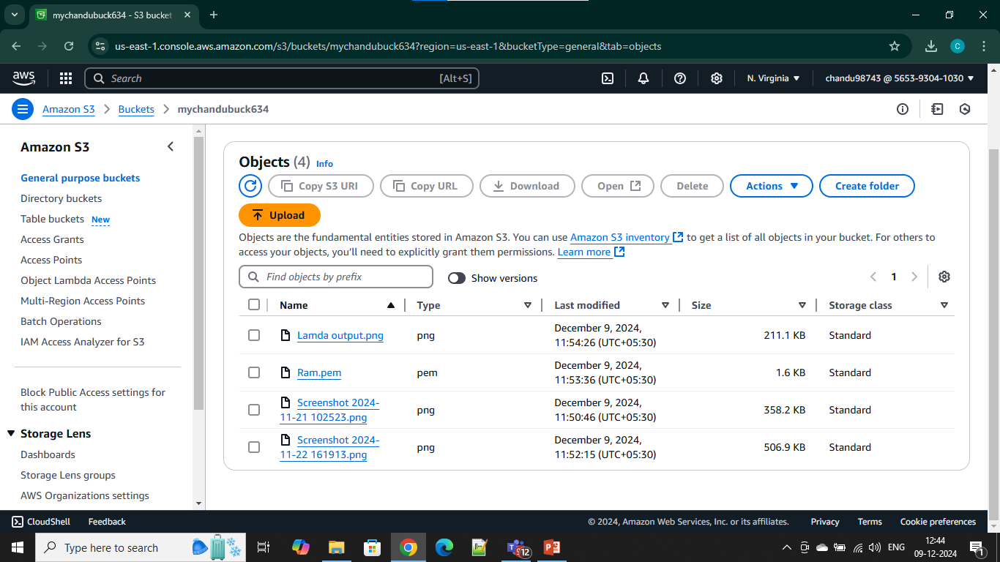 mychandubuck634 - S3 bucket
us-east-1.console.aws.amazon.com/s3/buckets/mychandubuck634?region=us-east-1&bucketType=general&tab=objects
C
aws
Search
[Alt+S]
N. Virginia
chandu98743 @ 5653-9304-1030
Amazon S3
Buckets
mychandubuck634
Amazon S3
General purpose buckets
Directory buckets
Table buckets New
Access Grants
Access Points
Object Lambda Access Points
Multi-Region Access Points
Batch Operations
IAM Access Analyzer for S3
Block Public Access settings for
this account
Storage Lens
Dashboards
Storage Lens groups
AWS Organizations settings
Objects (4) Info
Copy S3 URI
Copy URL
Download
Open
Delete
Actions
Create folder
Upload
Objects are the fundamental entities stored in Amazon S3. You can use Amazon S3 inventory to get a list of all objects in your bucket. For others to
access your objects, you'll need to explicitly grant them permissions. Learn more
Find objects by prefix
Show versions
1
Name Type Last modified Size Storage class
Lamda output.png png December 9, 2024, 211.1 KB Standard
11:54:26 (UTC+05:30)
Ram.pem pem December 9, 2024, 1.6 KB Standard
11:53:36 (UTC+05:30)
Screenshot 2024- png December 9, 2024, 358.2 KB Standard
11-21 102523.png 11:50:46 (UTC+05:30)
Screenshot 2024- png December 9, 2024, 506.9 KB Standard
11-22 161913.png 11:52:15 (UTC+05:30)
CloudShell
Feedback
© 2024, Amazon Web Services, Inc. or its affiliates.
Privacy
Terms
Cookie preferences
Type here to search
12
ENG
12:44
09-12-2024
1